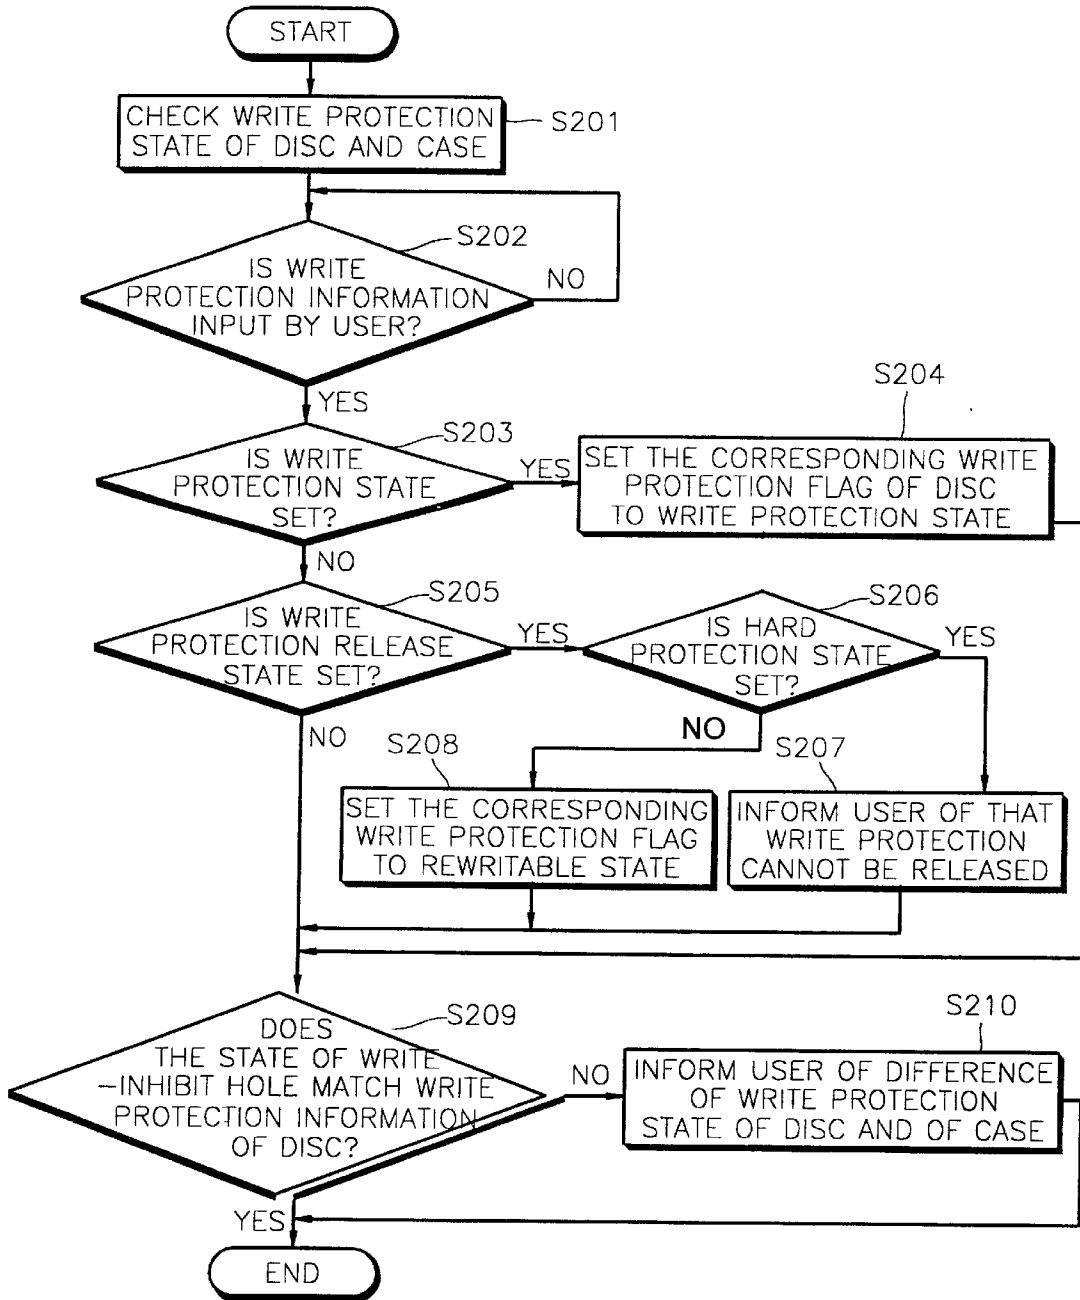 START
CHECK WRITE PROTECTION
STATE OF DISC AND CASE
S201
S202
IS WRITE
PROTECTION INFORMATION
INPUT BY USER?
NO
YES
S203
IS WRITE
PROTECTION STATE
SET?
YES
S204
SET THE CORRESPONDING WRITE
PROTECTION FLAG OF DISC
TO WRITE PROTECTION STATE
NO
S205
IS WRITE
PROTECTION RELEASE
STATE SET?
YES
S206
IS HARD
PROTECTION STATE
SET?
YES
NO
NO
S208
SET THE CORRESPONDING
WRITE PROTECTION FLAG
TO REWRITABLE STATE
S207
INFORM USER OF THAT
WRITE PROTECTION
CANNOT BE RELEASED
S209
DOES
THE STATE OF WRITE
-INHIBIT HOLE MATCH WRITE
PROTECTION INFORMATION
OF DISC?
NO
S210
INFORM USER OF DIFFERENCE
OF WRITE PROTECTION
STATE OF DISC AND OF CASE
YES
END